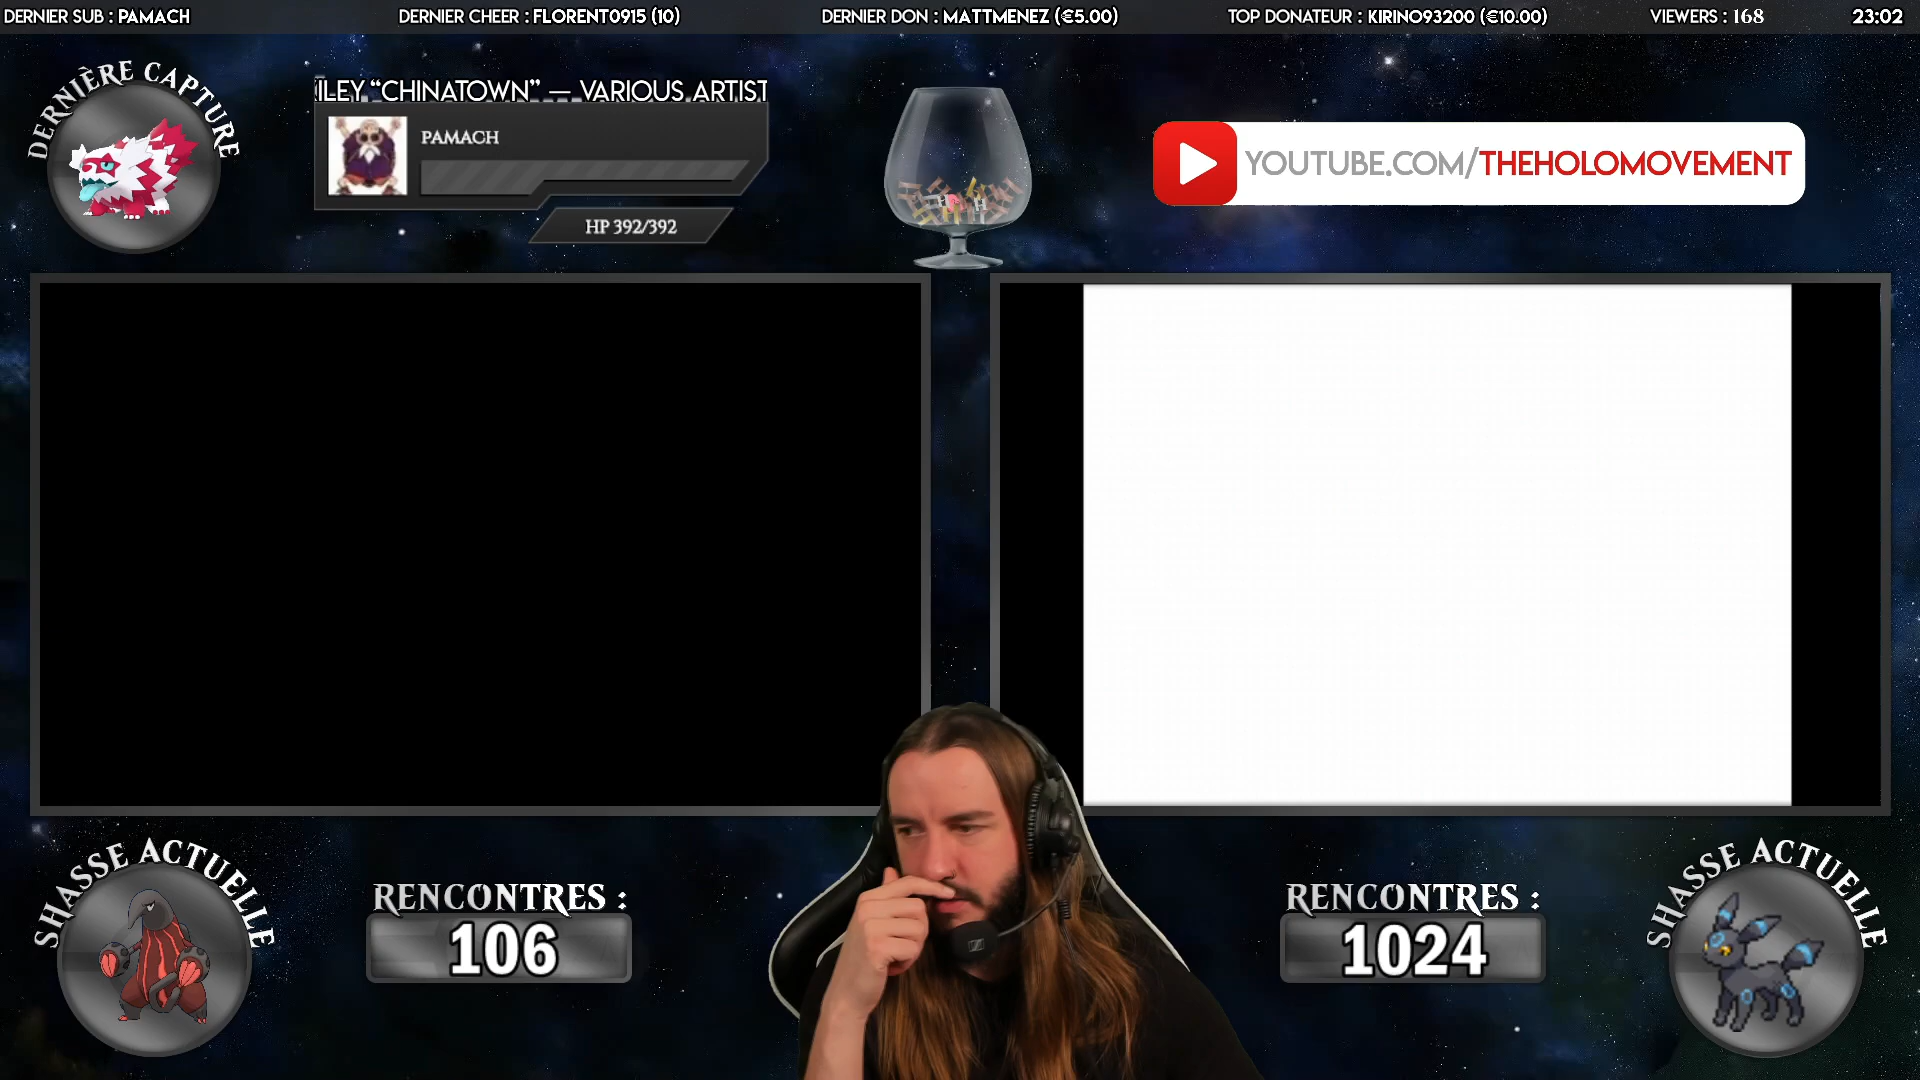 DERNIER SUB : PAMACH
DERNIER CHEER : FLORENT0915 (10)
DERNIER DON : MATTMENEZ (€5.00)
TOP DONATEUR : KIRINO93200 (€10.00)
VIEWERS : 168
23:02
DERNIÈRE CAPTURE
ILEY “CHINATOWN” — VARIOUS ARTIST
PAMACH
HP 392/392
YOUTUBE.COM/THEHOLOMOVEMENT
SHASSE ACTUELLE
RENCONTRES :
106
RENCONTRES :
1024
SHASSE ACTUELLE